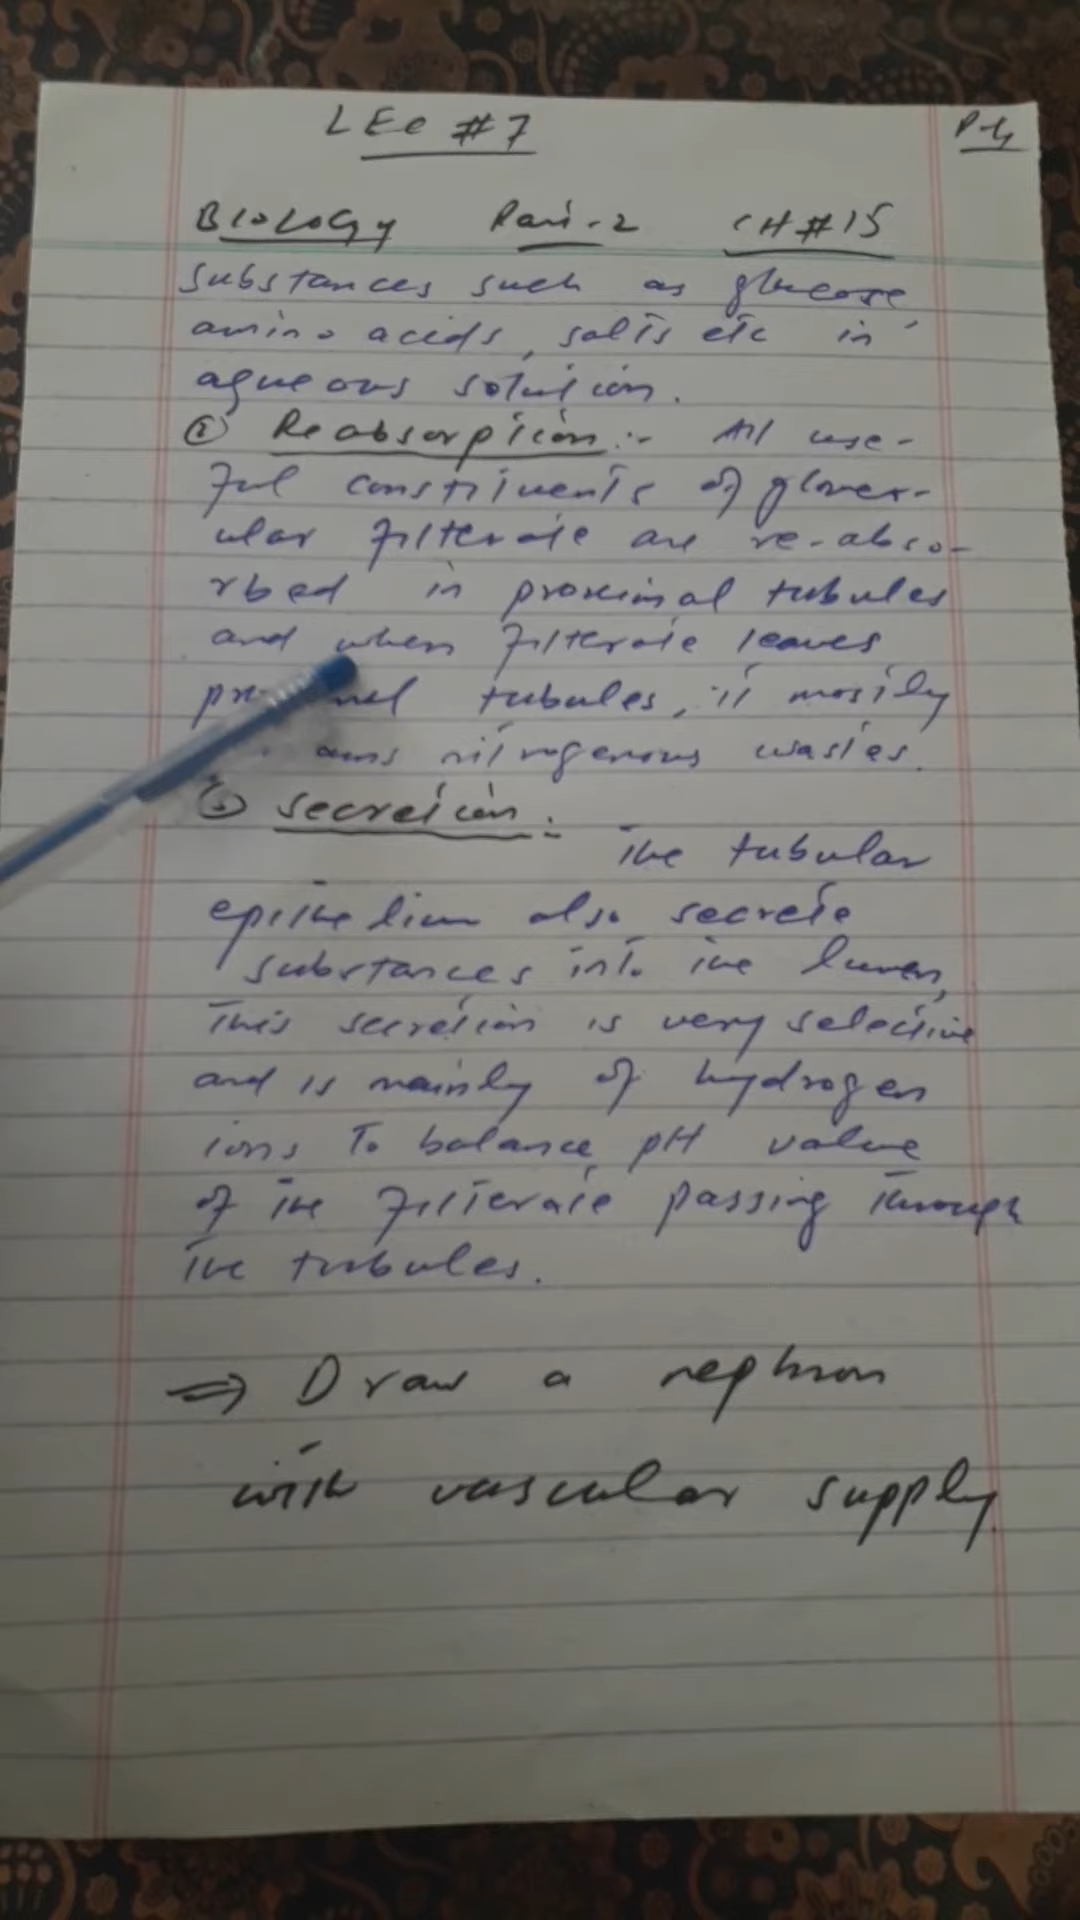 LEc #7
P-4
BIOLOGY Part-2 CH#15
substances such as glucose,
amino acids, salts etc in
aqueous solution.
Reabsorption:- All use-
ful constituents of glomer-
ular filterate are re-abso-
rbed in proximal tubules
and when filterate leaves
tubules, it mostly
nitrogenous wastes.
secretion:-
The tubular
epithelium also secrete
substances into the lumen,
This secretion is very selective
and is mainly of hydrogen
ions To balance pH value
of the filterate passing through
the tubules.
⇒ Draw a nephron
with vascular supply.